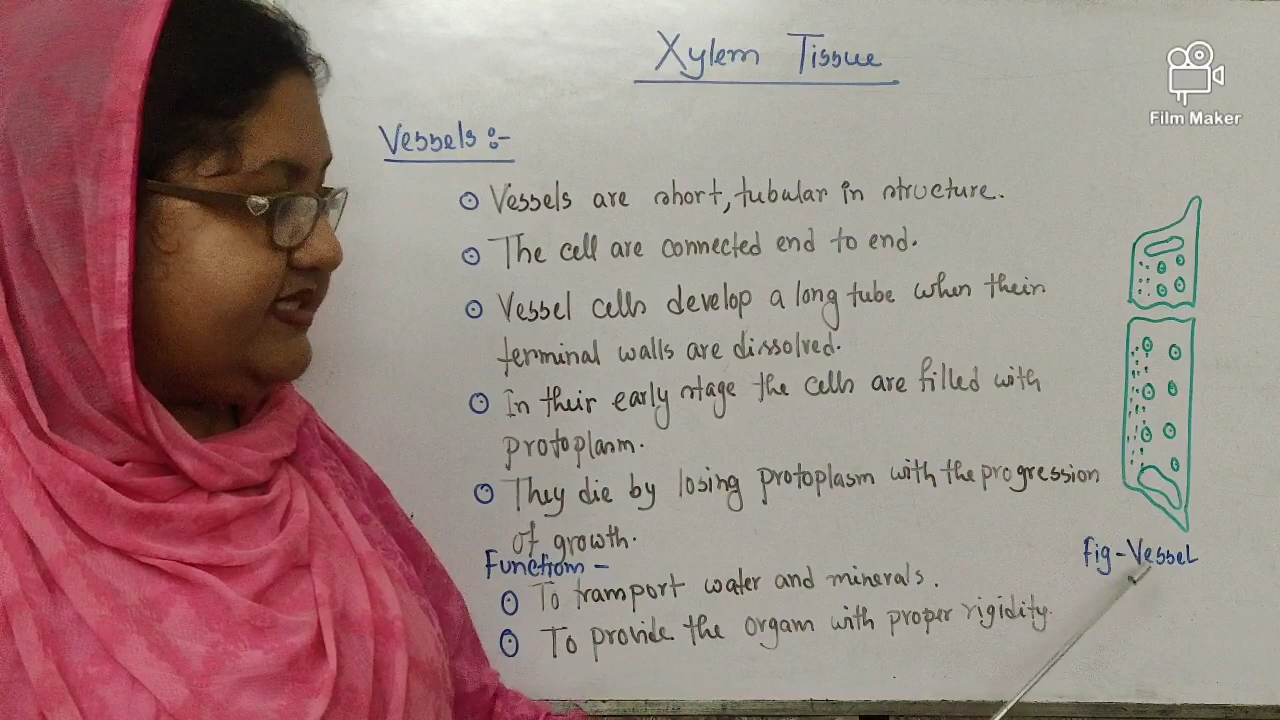 Xylem Tissue
Film Maker
Vessels :-
Vessels are short, tubular in structure.
The cell are connected end to end.
Vessel cells develop a long tube when their
terminal walls are dissolved.
In their early stage the cells are filled with
protoplasm.
They die by losing protoplasm with the progression
of growth.
Fig-Vessel
Function -
To transport water and minerals.
To provide the organ with proper rigidity.